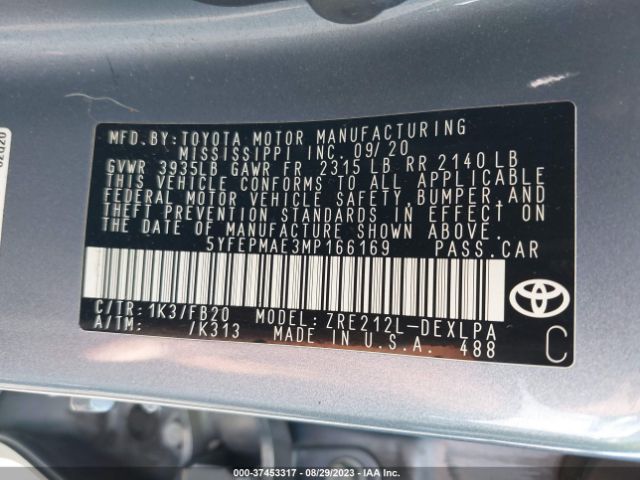 MFD.BY:TOYOTA MOTOR MANUFACTURING
MISSISSIPPI INC. 09/20
GVWR 3935LB GAWR FR 2315 LB RR 2140 LB
THIS VEHICLE CONFORMS TO ALL APPLICABLE
FEDERAL MOTOR VEHICLE SAFETY,BUMPER,AND
THEFT PREVENTION STANDARDS IN EFFECT ON
THE DATE OF MANUFACTURE SHOWN ABOVE.
5YFEPMAE3MP166169 PASS.CAR
C/TR:1K3/FB20 MODEL:ZRE212L-DEXLPA
A/TM: /K313 MADE IN U.S.A. 488
C
000-37453317 - 08/29/2023 - IAA Inc.